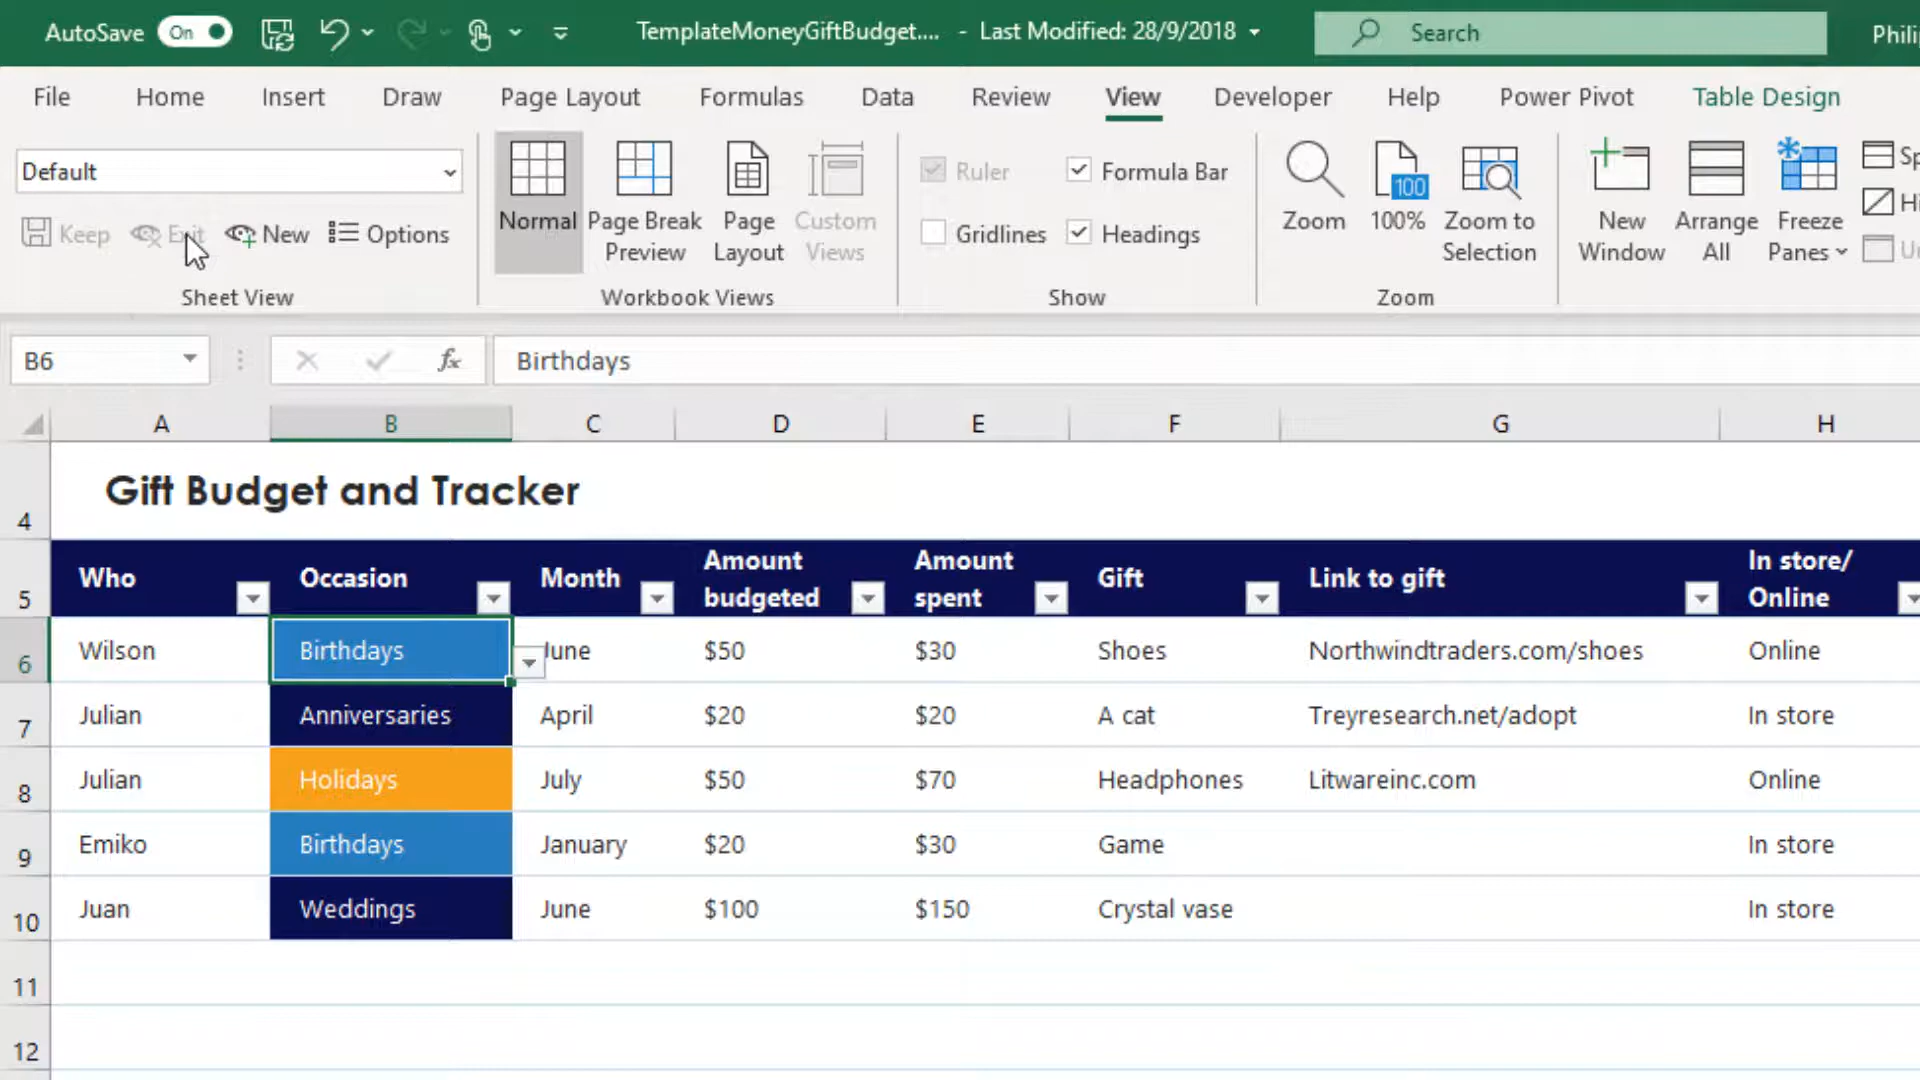 AutoSave On TemplateMoneyGiftBudget.... - Last Modified: 28/9/2018 Search
File Home Insert Draw Page Layout Formulas Data Review View Developer Help Power Pivot Table Design
Default
Keep Exit New Options
Sheet View
Normal
Page Break
Preview
Page
Layout
Custom
Views
Workbook Views
Ruler Formula Bar
Gridlines Headings
Show
Zoom 100% Zoom to
Selection
100
Zoom
New
Window
Arrange
All
Freeze
Panes
B6 fx Birthdays
A B C D E F G H
4 Gift Budget and Tracker
5 Who Occasion Month Amount budgeted Amount spent Gift Link to gift In store/ Online
6 Wilson Birthdays June $50 $30 Shoes Northwindtraders.com/shoes Online
7 Julian Anniversaries April $20 $20 A cat Treyresearch.net/adopt In store
8 Julian Holidays July $50 $70 Headphones Litwareinc.com Online
9 Emiko Birthdays January $20 $30 Game In store
10 Juan Weddings June $100 $150 Crystal vase In store
11
12